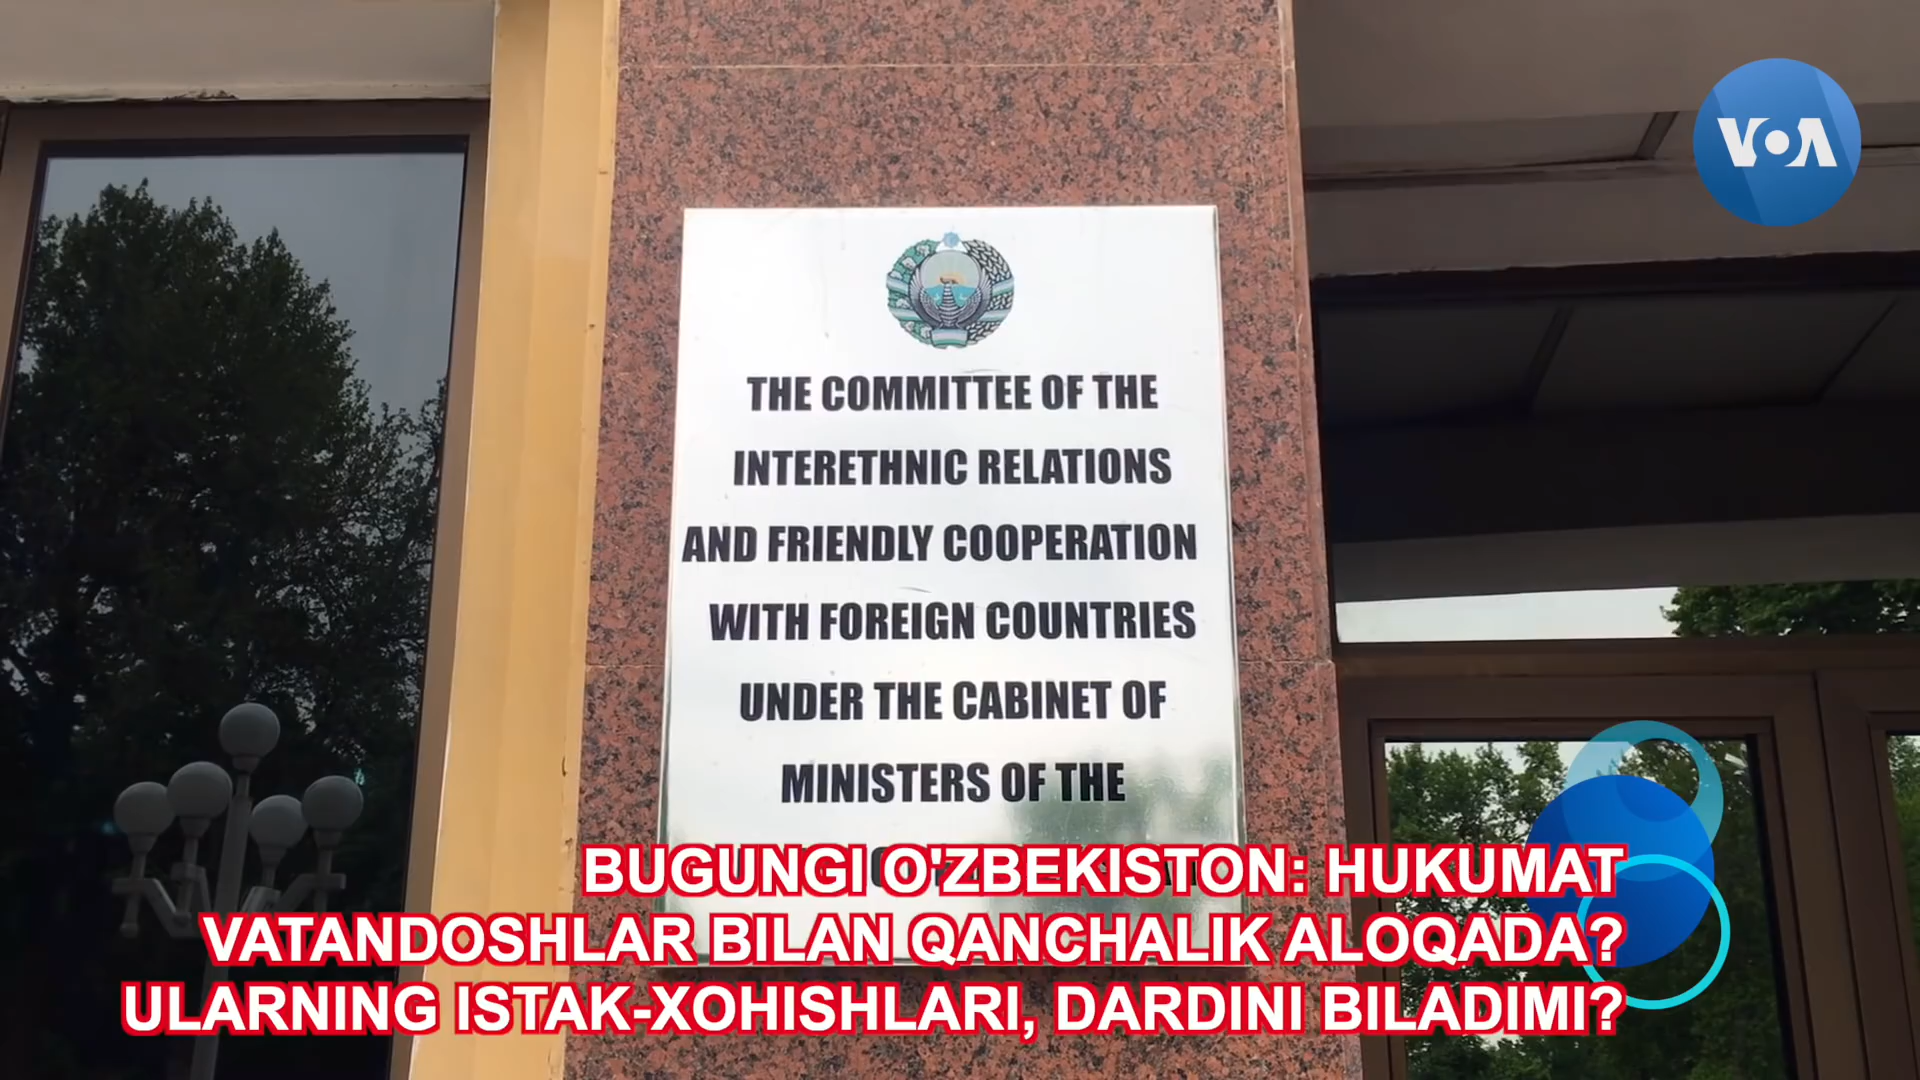 VOA
THE COMMITTEE OF THE
INTERETHNIC RELATIONS
AND FRIENDLY COOPERATION
WITH FOREIGN COUNTRIES
UNDER THE CABINET OF
MINISTERS OF THE
BUGUNGI O'ZBEKISTON: HUKUMAT
VATANDOSHLAR BILAN QANCHALIK ALOQADA?
ULARNING ISTAK-XOHISHLARI, DARDINI BILADIMI?